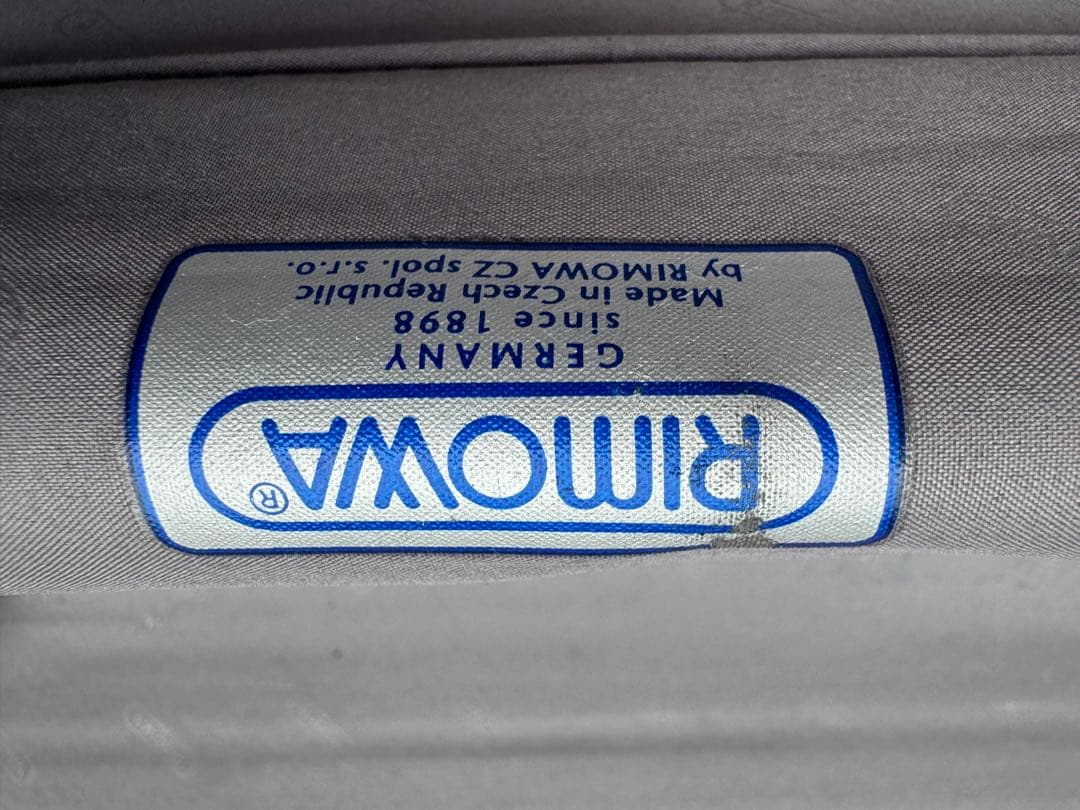 RIMOWA®
GERMANY
since 1898
Made in Czech Republic
by RIMOWA CZ spol. s.r.o.